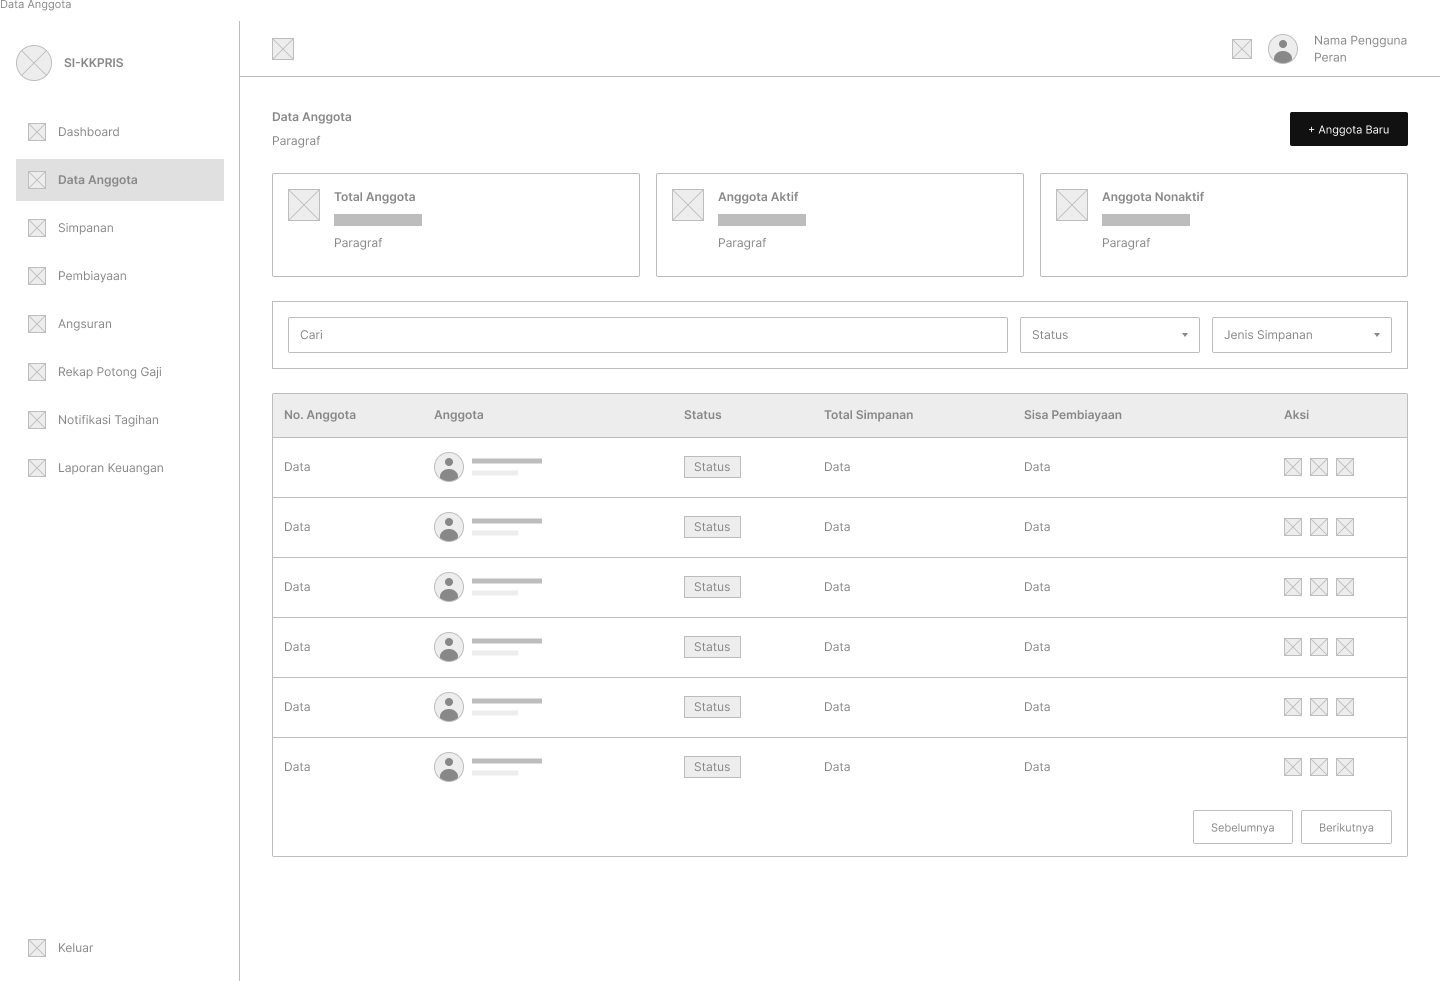 Data Anggota
SI-KKPRIS
Nama Pengguna
Peran
Dashboard
Data Anggota
Simpanan
Pembiayaan
Angsuran
Rekap Potong Gaji
Notifikasi Tagihan
Laporan Keuangan
Keluar
Data Anggota
Paragraf
+ Anggota Baru
Total Anggota
Paragraf
Anggota Aktif
Paragraf
Anggota Nonaktif
Paragraf
Cari
Status
Jenis Simpanan
No. Anggota Anggota Status Total Simpanan Sisa Pembiayaan Aksi
Data Status Data Data
Data Status Data Data
Data Status Data Data
Data Status Data Data
Data Status Data Data
Data Status Data Data
Sebelumnya Berikutnya